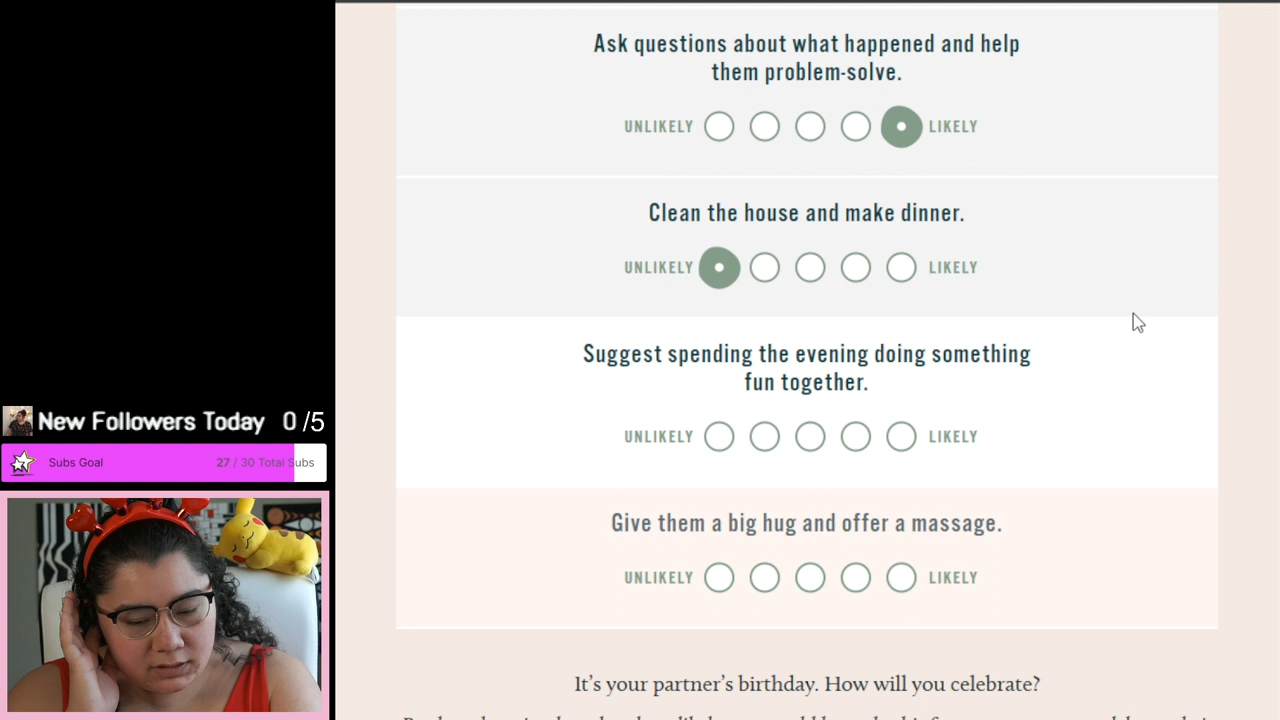 Ask questions about what happened and help
them problem-solve.
UNLIKELY LIKELY
Clean the house and make dinner.
UNLIKELY LIKELY
Suggest spending the evening doing something
fun together.
UNLIKELY LIKELY
Give them a big hug and offer a massage.
UNLIKELY LIKELY
It's your partner's birthday. How will you celebrate?
New Followers Today 0 /5
Subs Goal 27 / 30 Total Subs